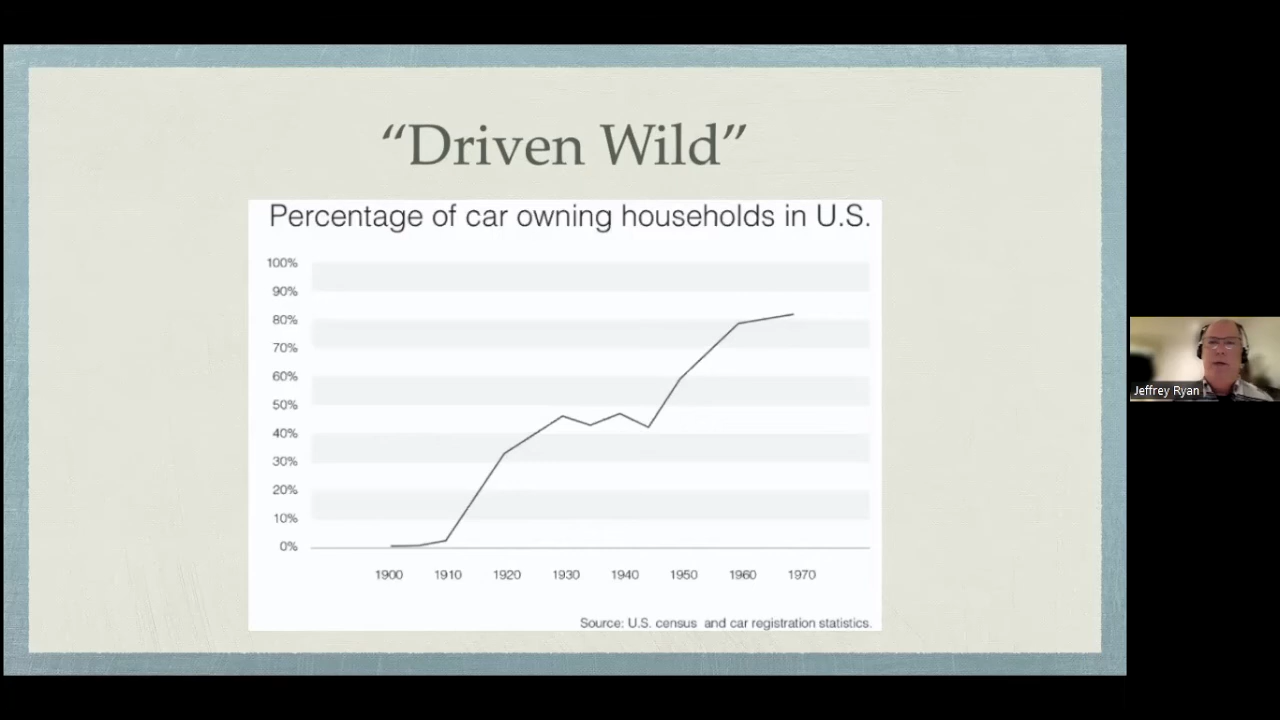 “Driven Wild”
Percentage of car owning households in U.S.
100%
90%
80%
70%
60%
50%
40%
30%
20%
10%
0%
1900 1910 1920 1930 1940 1950 1960 1970
Source: U.S. census and car registration statistics.
Jeffrey Ryan